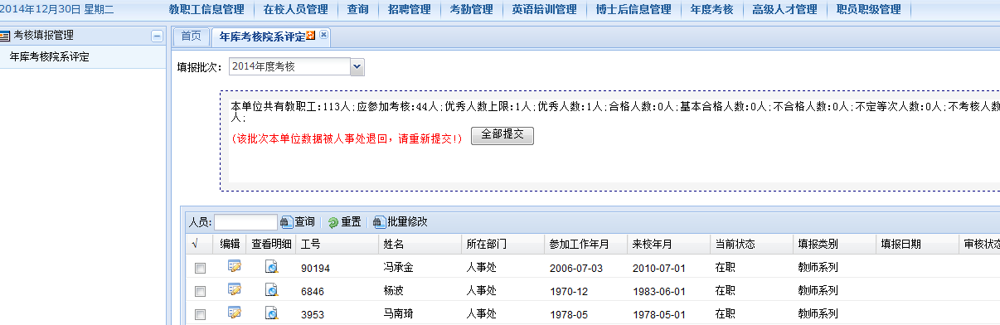 2014年12月30日 星期二
教职工信息管理 在校人员管理 查询 招聘管理 考勤管理 英语培训管理 博士后信息管理 年度考核 高级人才管理 职员职级管理
考核填报管理
年库考核院系评定
首页 年库考核院系评定
填报批次: 2014年度考核
本单位共有教职工:113人;应参加考核:44人;优秀人数上限:1人;优秀人数:1人;合格人数:0人;基本合格人数:0人;不合格人数:0人;不定等次人数:0人;不考核人数
人;
(该批次本单位数据被人事处退回，请重新提交!) 全部提交
人员: 查询 重置 批量修改
√ 编辑 查看明细 工号 姓名 所在部门 参加工作年月 来校年月 当前状态 填报类别 填报日期 审核状态
90194 冯承金 人事处 2006-07-03 2010-07-01 在职 教师系列
6846 杨波 人事处 1970-12 1983-06-01 在职 教师系列
3953 马南琦 人事处 1978-05 1978-05-01 在职 教师系列